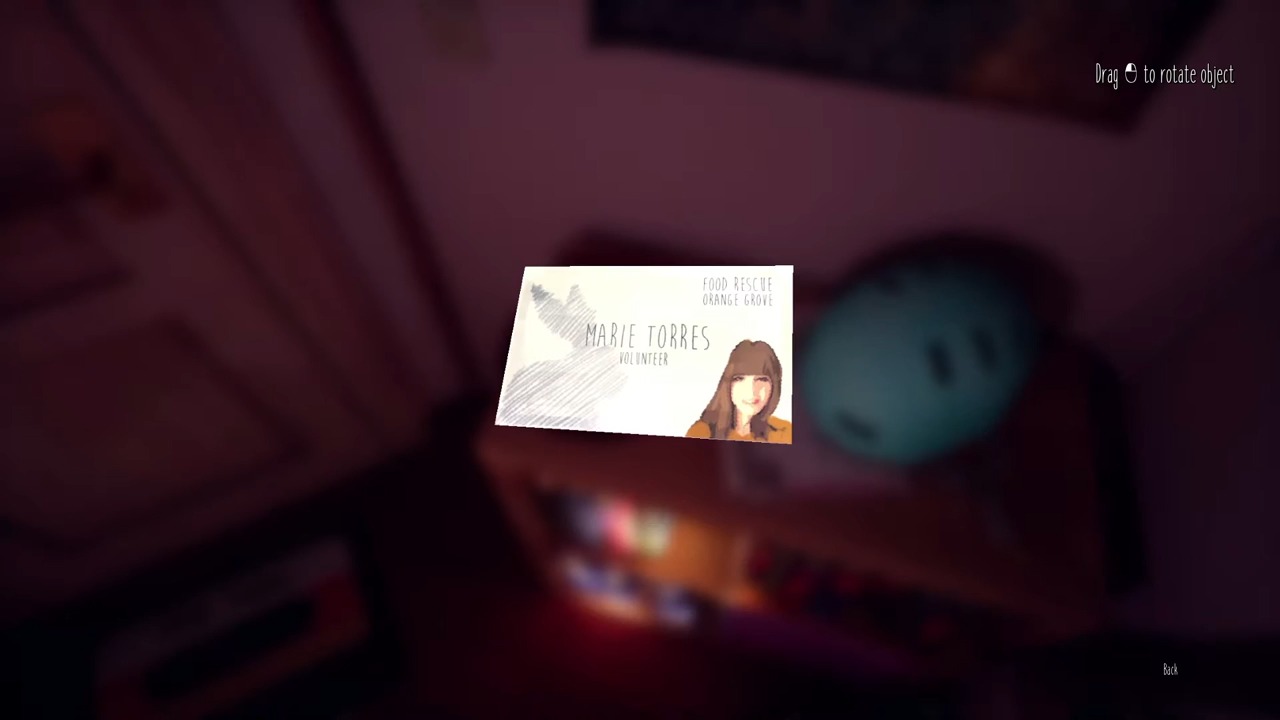 Drag to rotate object
FOOD RESCUE
ORANGE GROVE
MARIE TORRES
VOLUNTEER
Back